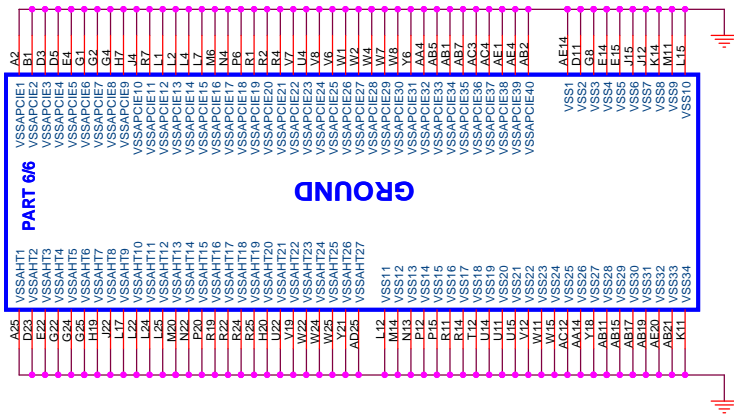 A2
B1
D3
D5
E4
G1
G2
G4
H7
J4
R7
L1
L2
L4
L7
M6
N4
P6
R1
R2
R4
V7
U4
V8
V6
W1
W2
W4
W7
W8
Y6
AA4
AB5
AB1
AB7
AC3
AC4
AE1
AE4
AB2
AE14
D11
G8
E14
E15
J15
J12
K14
M11
L15
VSSAPCIE1
VSSAPCIE2
VSSAPCIE3
VSSAPCIE4
VSSAPCIE5
VSSAPCIE6
VSSAPCIE7
VSSAPCIE8
VSSAPCIE9
VSSAPCIE10
VSSAPCIE11
VSSAPCIE12
VSSAPCIE13
VSSAPCIE14
VSSAPCIE15
VSSAPCIE16
VSSAPCIE17
VSSAPCIE18
VSSAPCIE19
VSSAPCIE20
VSSAPCIE21
VSSAPCIE22
VSSAPCIE23
VSSAPCIE24
VSSAPCIE25
VSSAPCIE26
VSSAPCIE27
VSSAPCIE28
VSSAPCIE29
VSSAPCIE30
VSSAPCIE31
VSSAPCIE32
VSSAPCIE33
VSSAPCIE34
VSSAPCIE35
VSSAPCIE36
VSSAPCIE37
VSSAPCIE38
VSSAPCIE39
VSSAPCIE40
VSS1
VSS2
VSS3
VSS4
VSS5
VSS6
VSS7
VSS8
VSS9
VSS10
PART 6/6
GROUND
VSSAHT1
VSSAHT2
VSSAHT3
VSSAHT4
VSSAHT5
VSSAHT6
VSSAHT7
VSSAHT8
VSSAHT9
VSSAHT10
VSSAHT11
VSSAHT12
VSSAHT13
VSSAHT14
VSSAHT15
VSSAHT16
VSSAHT17
VSSAHT18
VSSAHT19
VSSAHT20
VSSAHT21
VSSAHT22
VSSAHT23
VSSAHT24
VSSAHT25
VSSAHT26
VSSAHT27
VSS11
VSS12
VSS13
VSS14
VSS15
VSS16
VSS17
VSS18
VSS19
VSS20
VSS21
VSS22
VSS23
VSS24
VSS25
VSS26
VSS27
VSS28
VSS29
VSS30
VSS31
VSS32
VSS33
VSS34
A25
D23
E22
G22
G24
G25
H19
J22
L17
L22
L24
L25
M20
N22
P20
R19
R22
R24
R25
H20
U22
V19
W22
W24
W25
Y21
AD25
L12
M14
N13
P12
P15
R11
R14
T12
U14
U11
U15
V12
W11
W15
AC12
AA14
Y18
AB11
AB15
AB17
AB19
AE20
AB21
K11